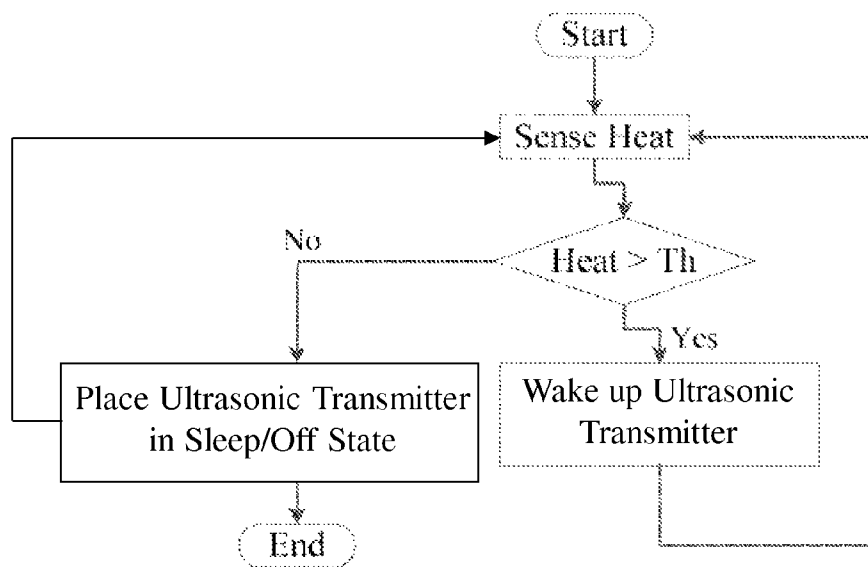 Start
Sense Heat
No
Heat > Th
Yes
Place Ultrasonic Transmitter
in Sleep/Off State
Wake up Ultrasonic
Transmitter
End